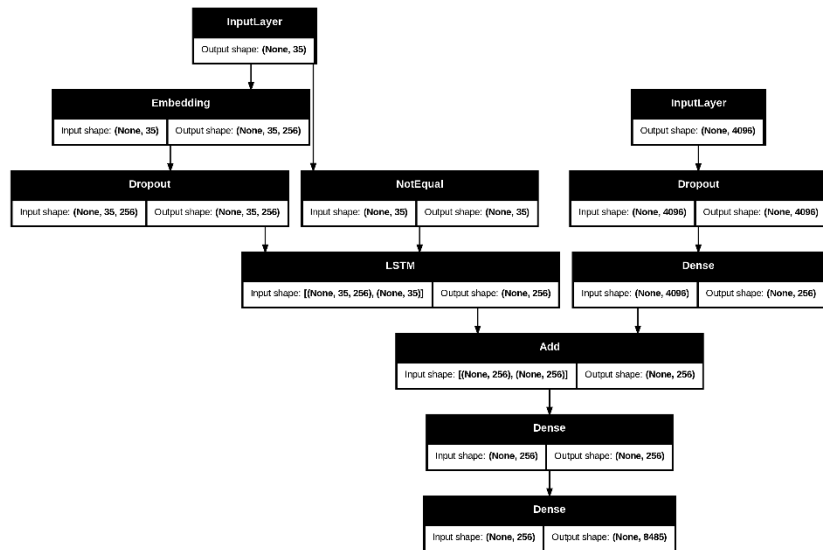 InputLayer
Output shape: (None, 35)
Embedding
Input shape: (None, 35) Output shape: (None, 35, 256)
InputLayer
Output shape: (None, 4096)
Dropout
Input shape: (None, 35, 256) Output shape: (None, 35, 256)
NotEqual
Input shape: (None, 35) Output shape: (None, 35)
Dropout
Input shape: (None, 4096) Output shape: (None, 4096)
LSTM
Input shape: [(None, 35, 256), (None, 35)] Output shape: (None, 256)
Dense
Input shape: (None, 4096) Output shape: (None, 256)
Add
Input shape: [(None, 256), (None, 256)] Output shape: (None, 256)
Dense
Input shape: (None, 256) Output shape: (None, 256)
Dense
Input shape: (None, 256) Output shape: (None, 8485)